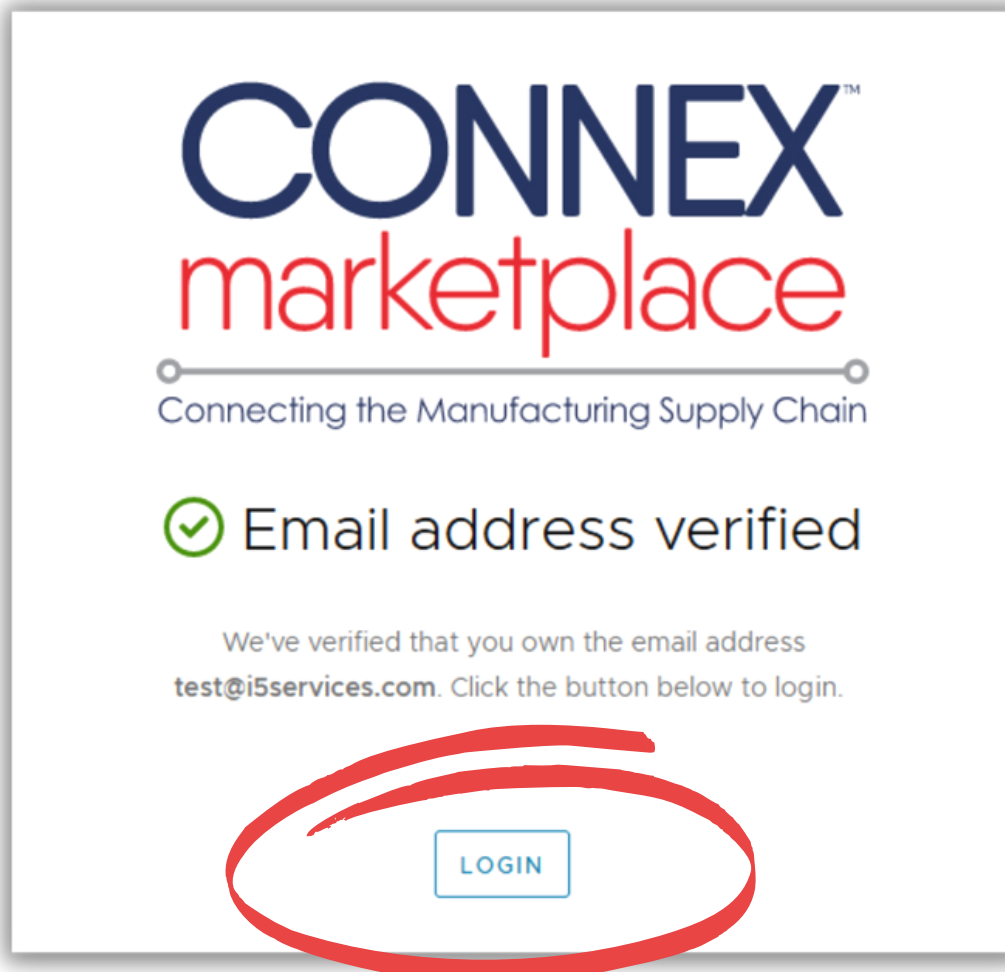 CONNEX™
marketplace
Connecting the Manufacturing Supply Chain
Email address verified
We've verified that you own the email address
test@i5services.com. Click the button below to login.
LOGIN